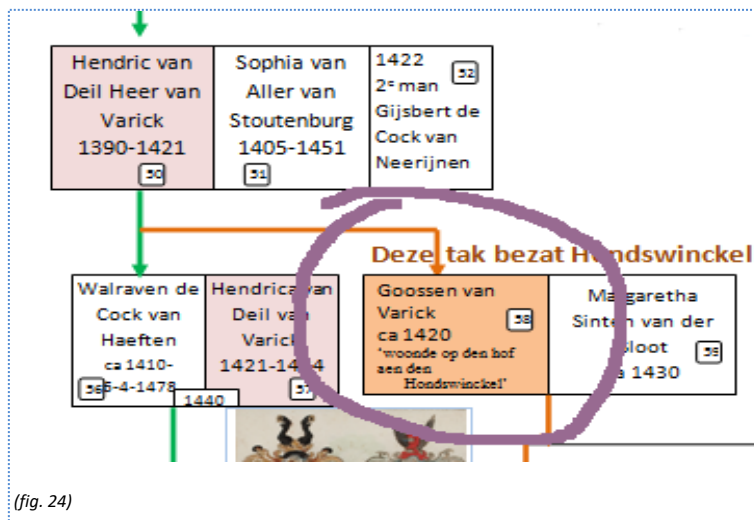 Hendric van
Deil Heer van
Varick
1390-1421
50
Sophia van
Aller van
Stoutenburg
1405-1451
51
1422
2e man
52
Gijsbert de
Cock van
Neerijnen
Deze tak bezat Hondswinckel
Walraven de
Cock van
Haeften
ca 1410-
-4-1478
56
1440
Hendrica van
Deil van
Varick
57
Goossen van
Varick
ca 1420
58
'woonde op den hof
aen den
Hondswinckel'
Margaretha
Sinten van der
Sloot
59
1430
(fig. 24)